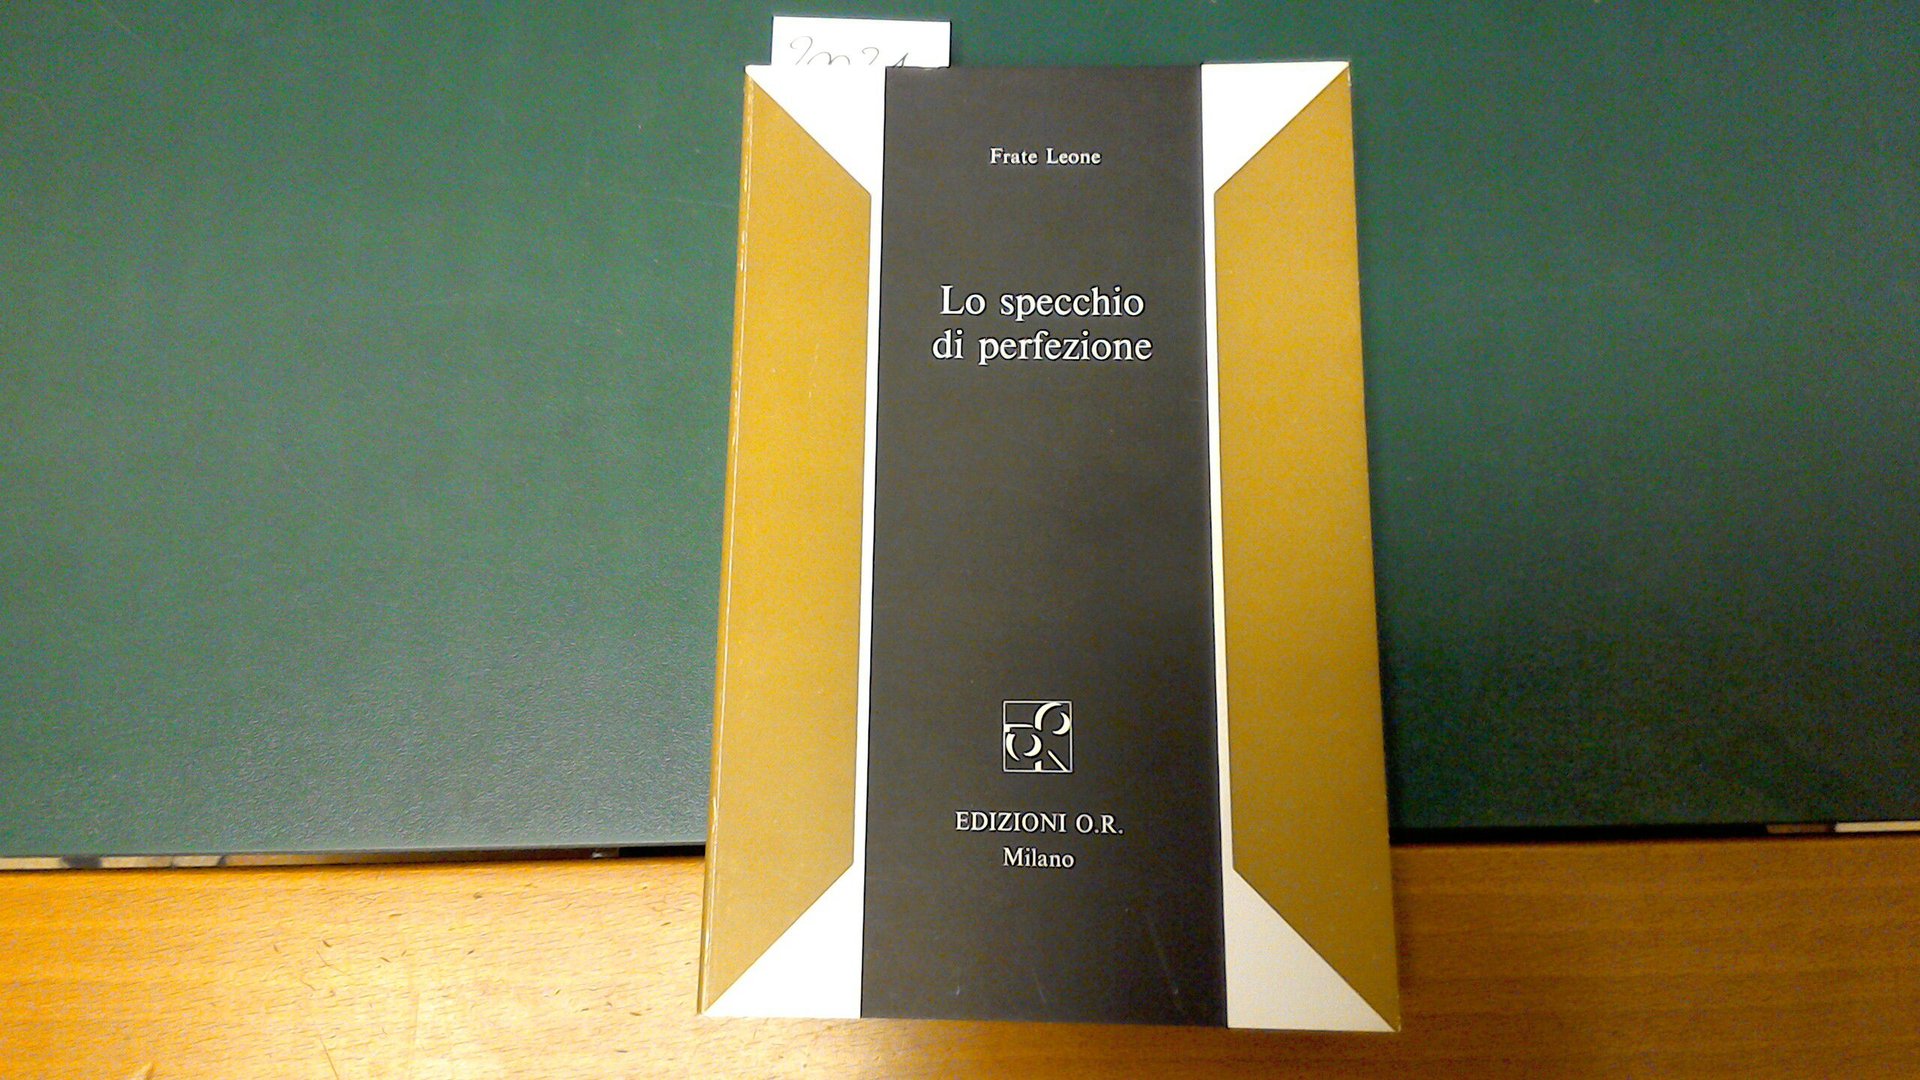 Frate Leone
Lo specchio
di perfezione
EDIZIONI O.R.
Milano